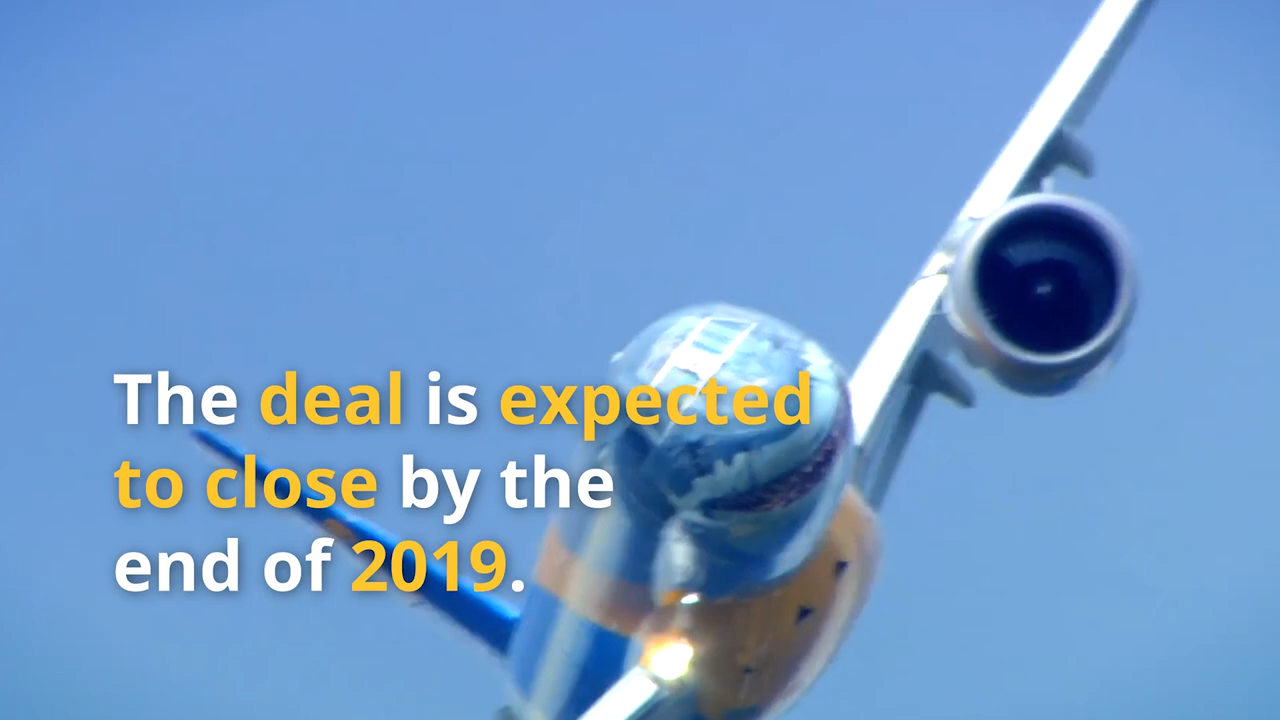 The deal is expected
to close by the
end of 2019.